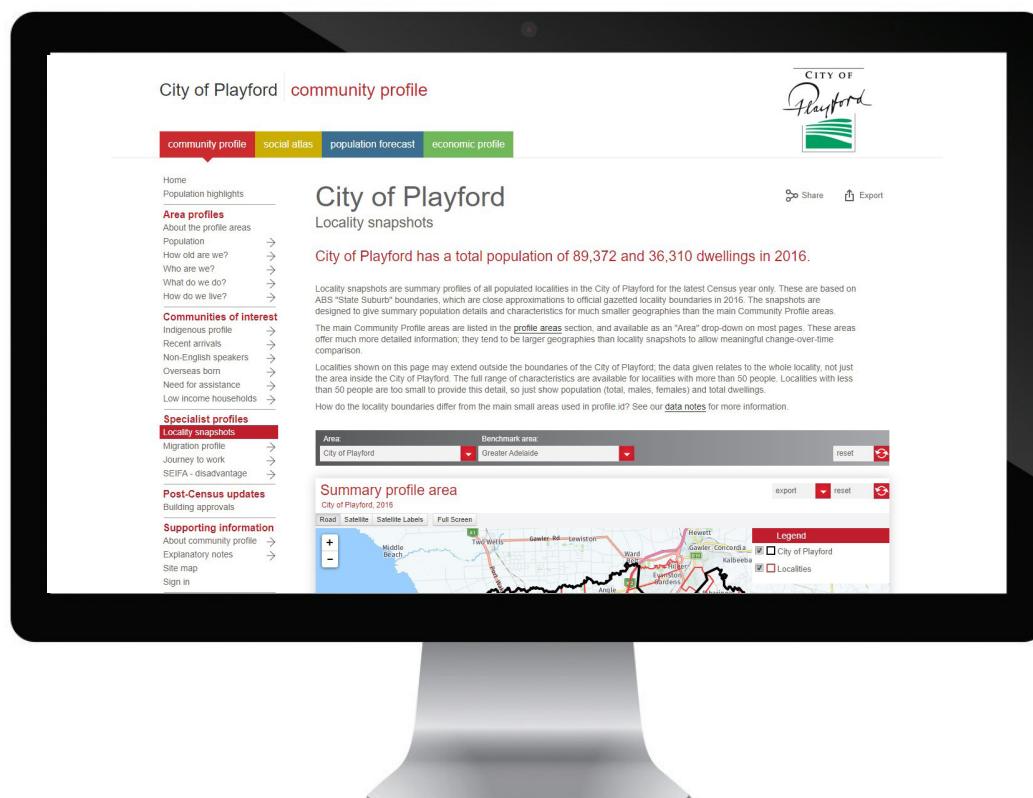 City of Playford community profile
CITY OF
Playford
community profile social atlas population forecast economic profile
Home
Population highlights
Area profiles
About the profile areas
Population
How old are we?
Who are we?
What do we do?
How do we live?
Communities of interest
Indigenous profile
Recent arrivals
Non-English speakers
Overseas born
Need for assistance
Low income households
Specialist profiles
Locality snapshots
Migration profile
Journey to work
SEIFA - disadvantage
Post-Census updates
Building approvals
Supporting information
About community profile
Explanatory notes
Site map
Sign in
City of Playford
Locality snapshots
Share Export
City of Playford has a total population of 89,372 and 36,310 dwellings in 2016.
Locality snapshots are summary profiles of all populated localities in the City of Playford for the latest Census year only. These are based on
ABS "State Suburb" boundaries, which are close approximations to official gazetted locality boundaries in 2016. The snapshots are
designed to give summary population details and characteristics for much smaller geographies than the main Community Profile areas.
The main Community Profile areas are listed in the profile areas section, and available as an "Area" drop-down on most pages. These areas
offer much more detailed information; they tend to be larger geographies than locality snapshots to allow meaningful change-over-time
comparison.
Localities shown on this page may extend outside the boundaries of the City of Playford; the data given relates to the whole locality, not just
the area inside the City of Playford. The full range of characteristics are available for localities with more than 50 people. Localities with less
than 50 people are too small to provide this detail, so just show population (total, males, females) and total dwellings.
How do the locality boundaries differ from the main small areas used in profile.id? See our data notes for more information.
Area: Benchmark area:
City of Playford Greater Adelaide reset
Summary profile area
City of Playford, 2016
export reset
Road Satellite Satellite Labels Full Screen
+
−
Middle
Beach
Two Wells
Gawler Rd
Lewiston
Port Wa
Ward
Hewett
Gawler
Concordia
Kalbeeba
Evanston
Gardens
Angle
Legend
City of Playford
Localities